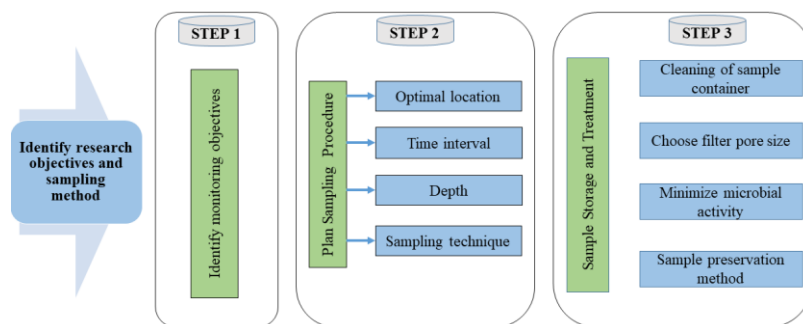 Identify research
objectives and
sampling
method
STEP 1
Identify monitoring objectives
STEP 2
Plan Sampling Procedure
Optimal location
Time interval
Depth
Sampling technique
STEP 3
Sample Storage and Treatment
Cleaning of sample
container
Choose filter pore size
Minimize microbial
activity
Sample preservation
method